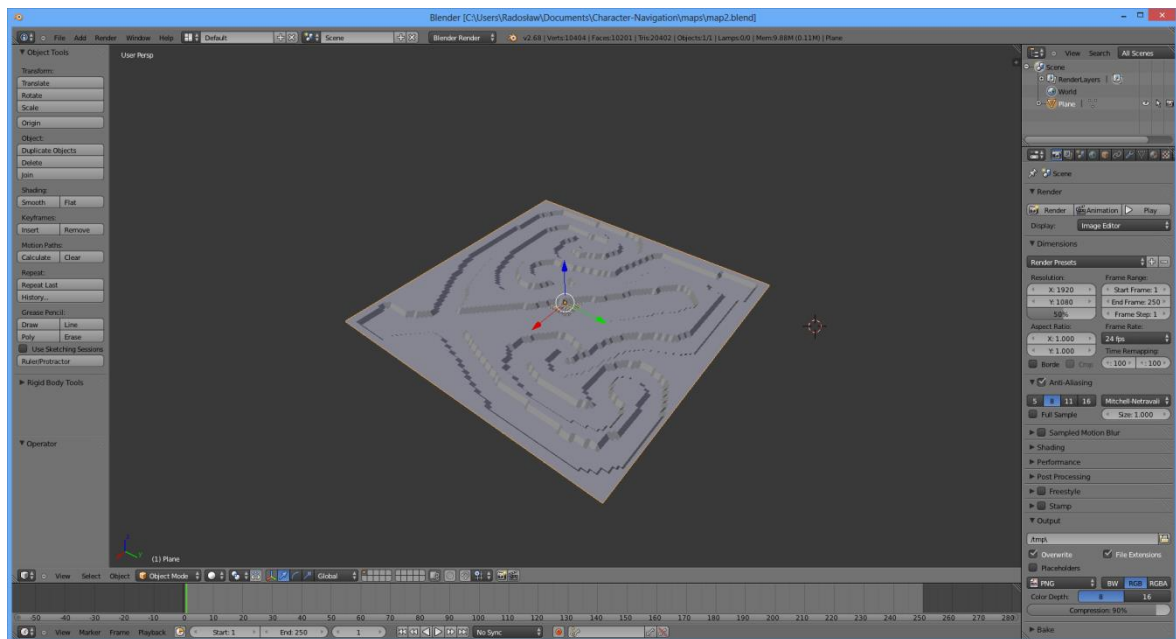 Blender [C:\Users\Radosław\Documents\Character-Navigation\maps\map2.blend]
File Add Render Window Help Default Scene Blender Render v2.68 | Verts:10404 | Faces:10201 | Tris:20402 | Objects:1/1 | Lamps:0/0 | Mem:9.88M (0.11M) | Plane
Object Tools
Transform:
Translate
Rotate
Scale
Origin
Object:
Duplicate Objects
Delete
Join
Shading:
Smooth Flat
Keyframes:
Insert Remove
Motion Paths:
Calculate Clear
Repeat:
Repeat Last
History...
Grease Pencil:
Draw Line
Poly Erase
Use Sketching Sessions
Ruler/Protractor
Rigid Body Tools
Operator
User Persp
(1) Plane
View Select Object Object Mode Global
-50 -40 -30 -20 -10 0 10 20 30 40 50 60 70 80 90 100 110 120 130 140 150 160 170 180 190 200 210 220 230 240 250 260 270 280
View Marker Frame Playback Start: 1 End: 250 1 No Sync
View Search All Scenes
Scene
RenderLayers
World
Plane
Scene
Render
Render Animation Play
Display: Image Editor
Dimensions
Render Presets
Resolution: Frame Range:
X: 1920 Start Frame: 1
Y: 1080 End Frame: 250
50% Frame Step: 1
Aspect Ratio: Frame Rate:
X: 1.000 24 fps
Y: 1.000 Time Remapping:
Borde Crop :100 :100
Anti-Aliasing
5 8 11 16 Mitchell-Netravali
Full Sample Size: 1.000
Sampled Motion Blur
Shading
Performance
Post Processing
Freestyle
Stamp
Output
/tmp\
Overwrite File Extensions
Placeholders
PNG BW RGB RGBA
Color Depth: 8 16
Compression: 90%
Bake